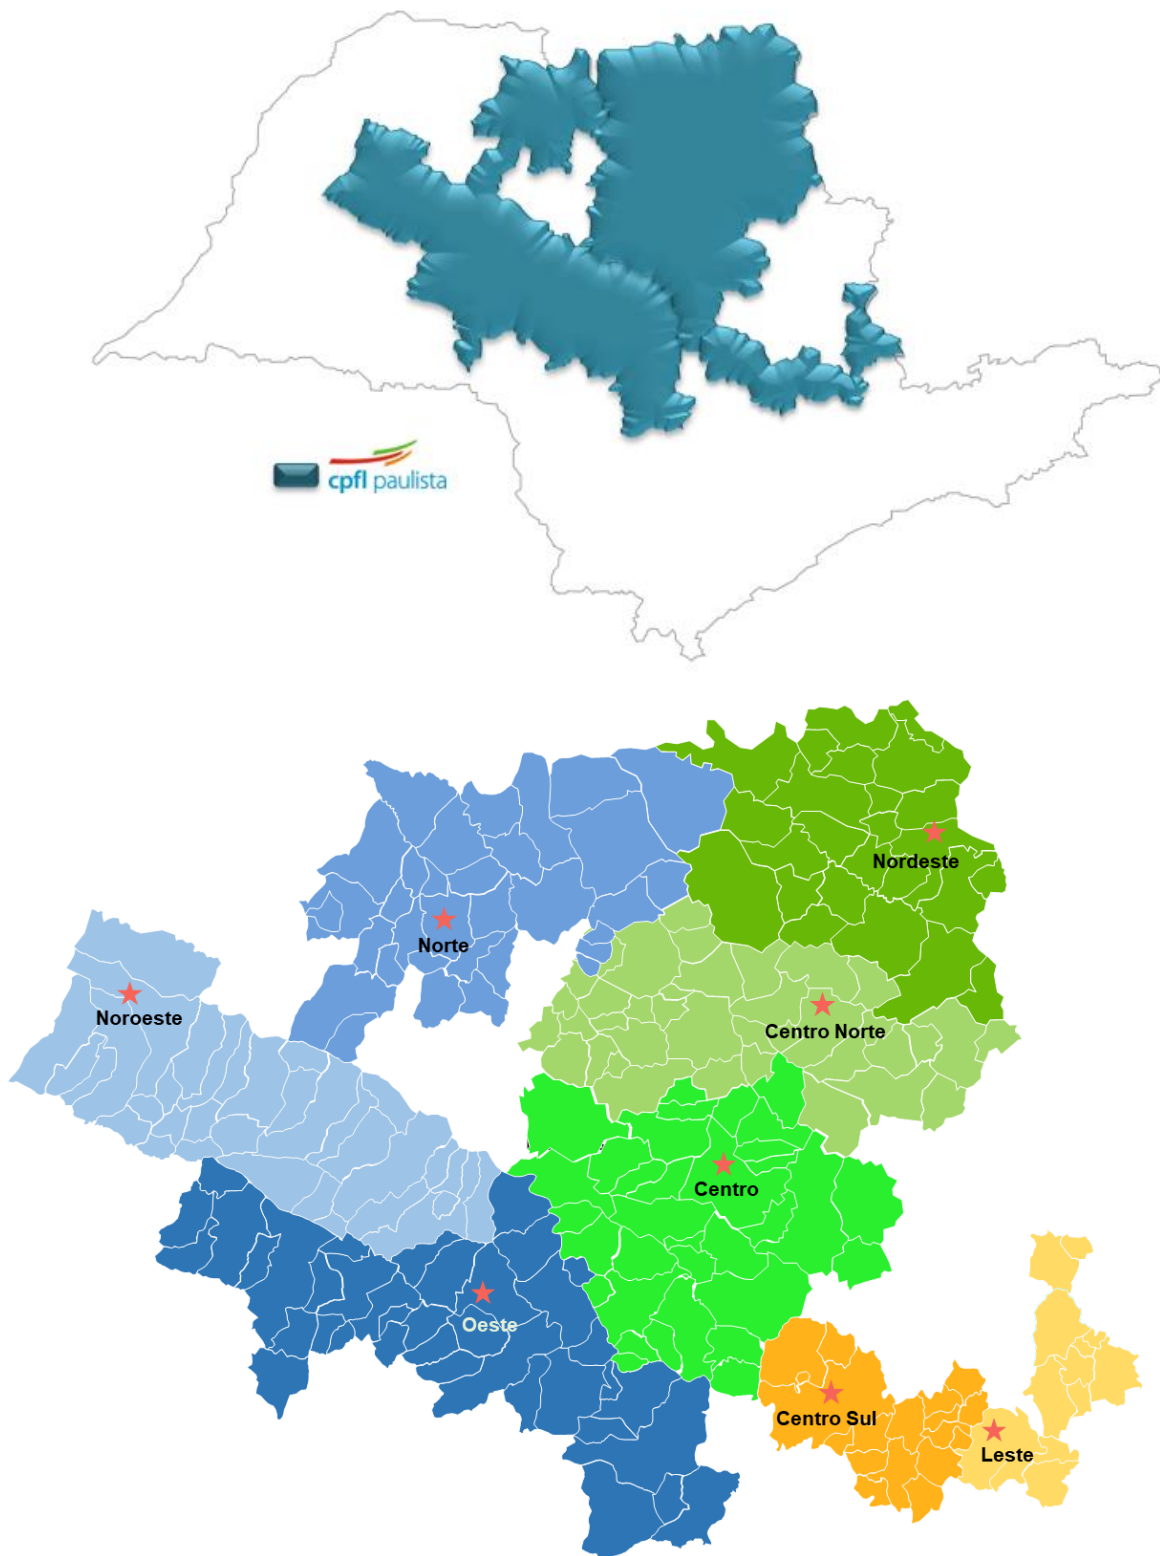 cpfl paulista
Nordeste
Norte
Noroeste
Centro Norte
Centro
Oeste
Centro Sul
Leste